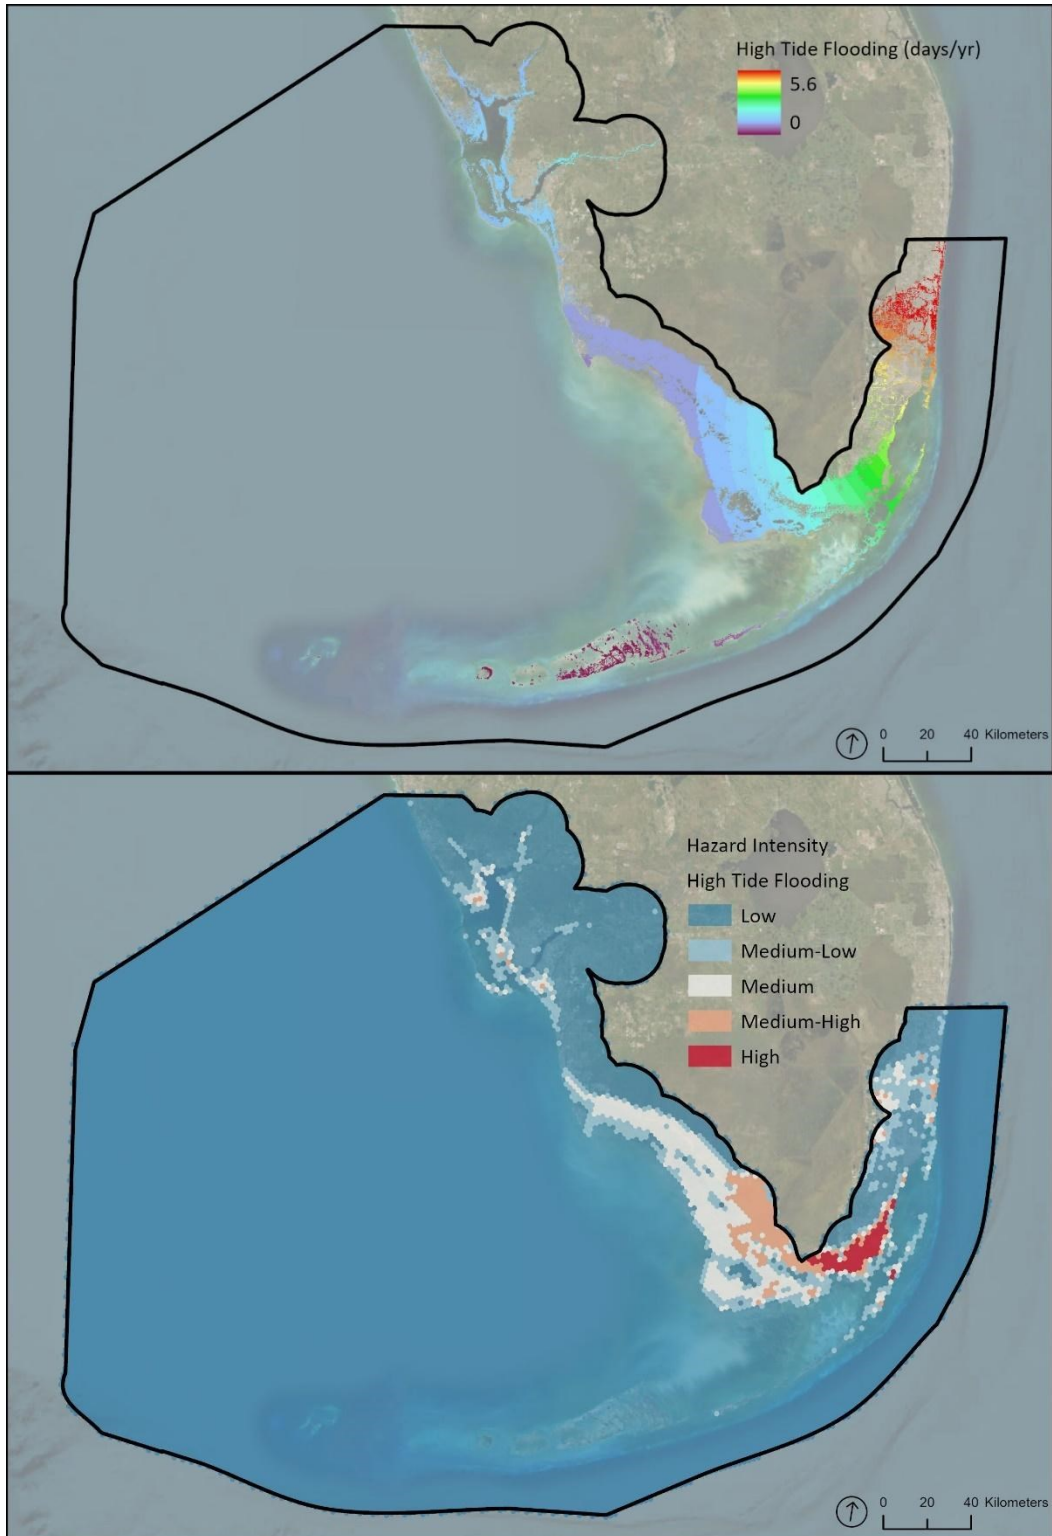 High Tide Flooding (days/yr)
5.6
0
0 20 40 Kilometers
Hazard Intensity
High Tide Flooding
Low
Medium-Low
Medium
Medium-High
High
0 20 40 Kilometers